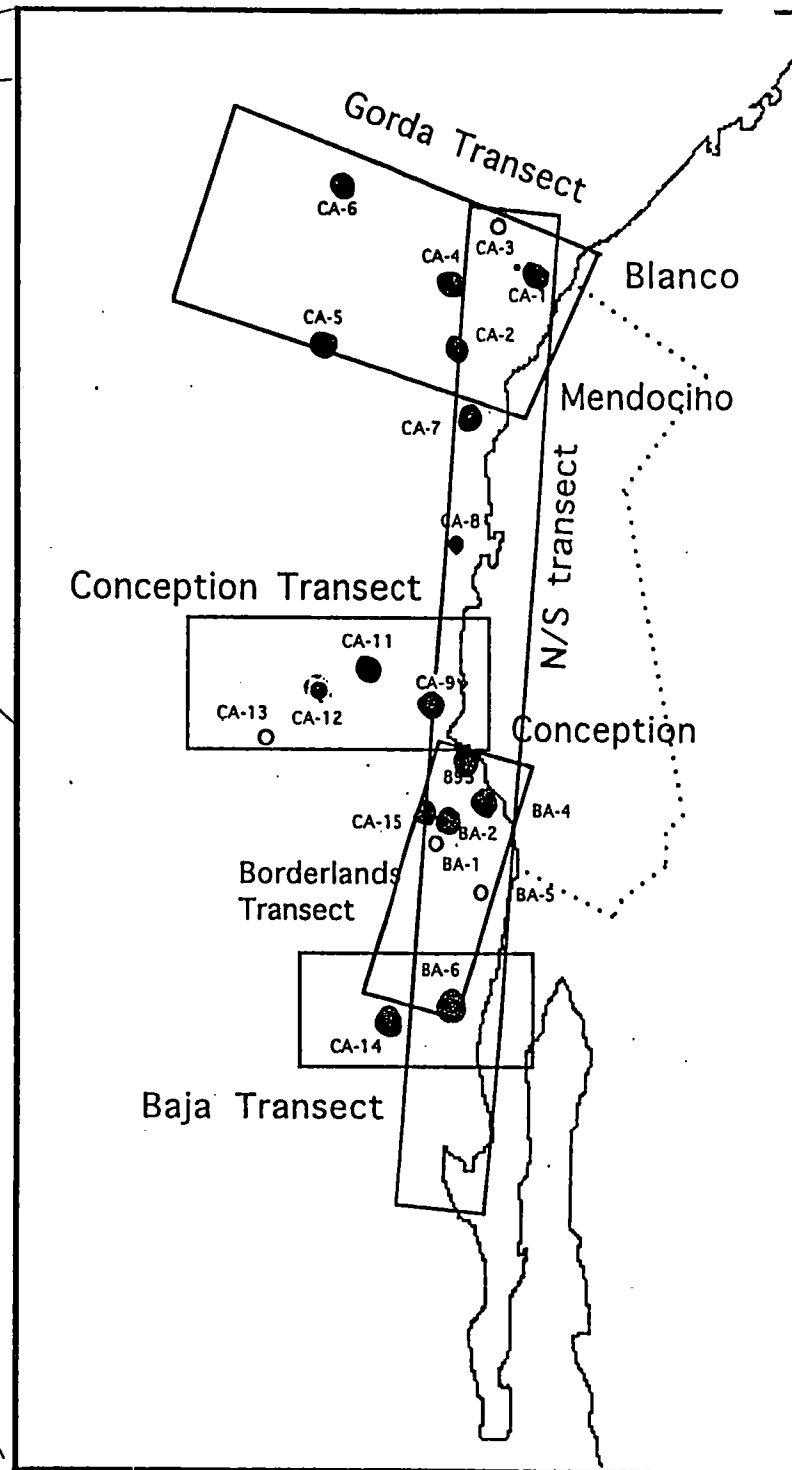 Gorda Transect
CA-6
CA-3
CA-4
CA-1
Blanco
CA-5
CA-2
Mendocino
CA-7
N/S transect
CA-8
Conception Transect
CA-11
CA-9
CA-13
CA-12
Conception
893
CA-15
BA-4
BA-2
BA-1
Borderlands
Transect
BA-5
BA-6
CA-14
Baja Transect